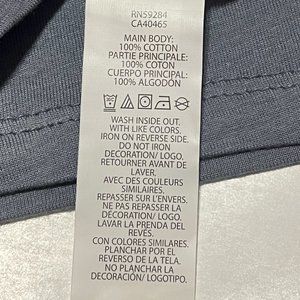 RN59284
CA40465
MAIN BODY:
100% COTTON
PARTIE PRINCIPALE:
100% COTON
CUERPO PRINCIPAL:
100% ALGODÓN
WASH INSIDE OUT.
WITH LIKE COLORS.
IRON ON REVERSE SIDE.
DO NOT IRON
DECORATION/ LOGO.
RETOURNER AVANT DE
LAVER.
AVEC DES COULEURS
SIMILAIRES.
REPASSER SUR L'ENVERS.
NE PAS REPASSER LA
DECORATION/ LOGO.
LAVAR LA PRENDA DEL
REVÉS.
CON COLORES SIMILARES.
PLANCHAR POR EL
REVERSO DE LA TELA.
NO PLANCHAR LA
DECORACIÓN/ LOGOTIPO.